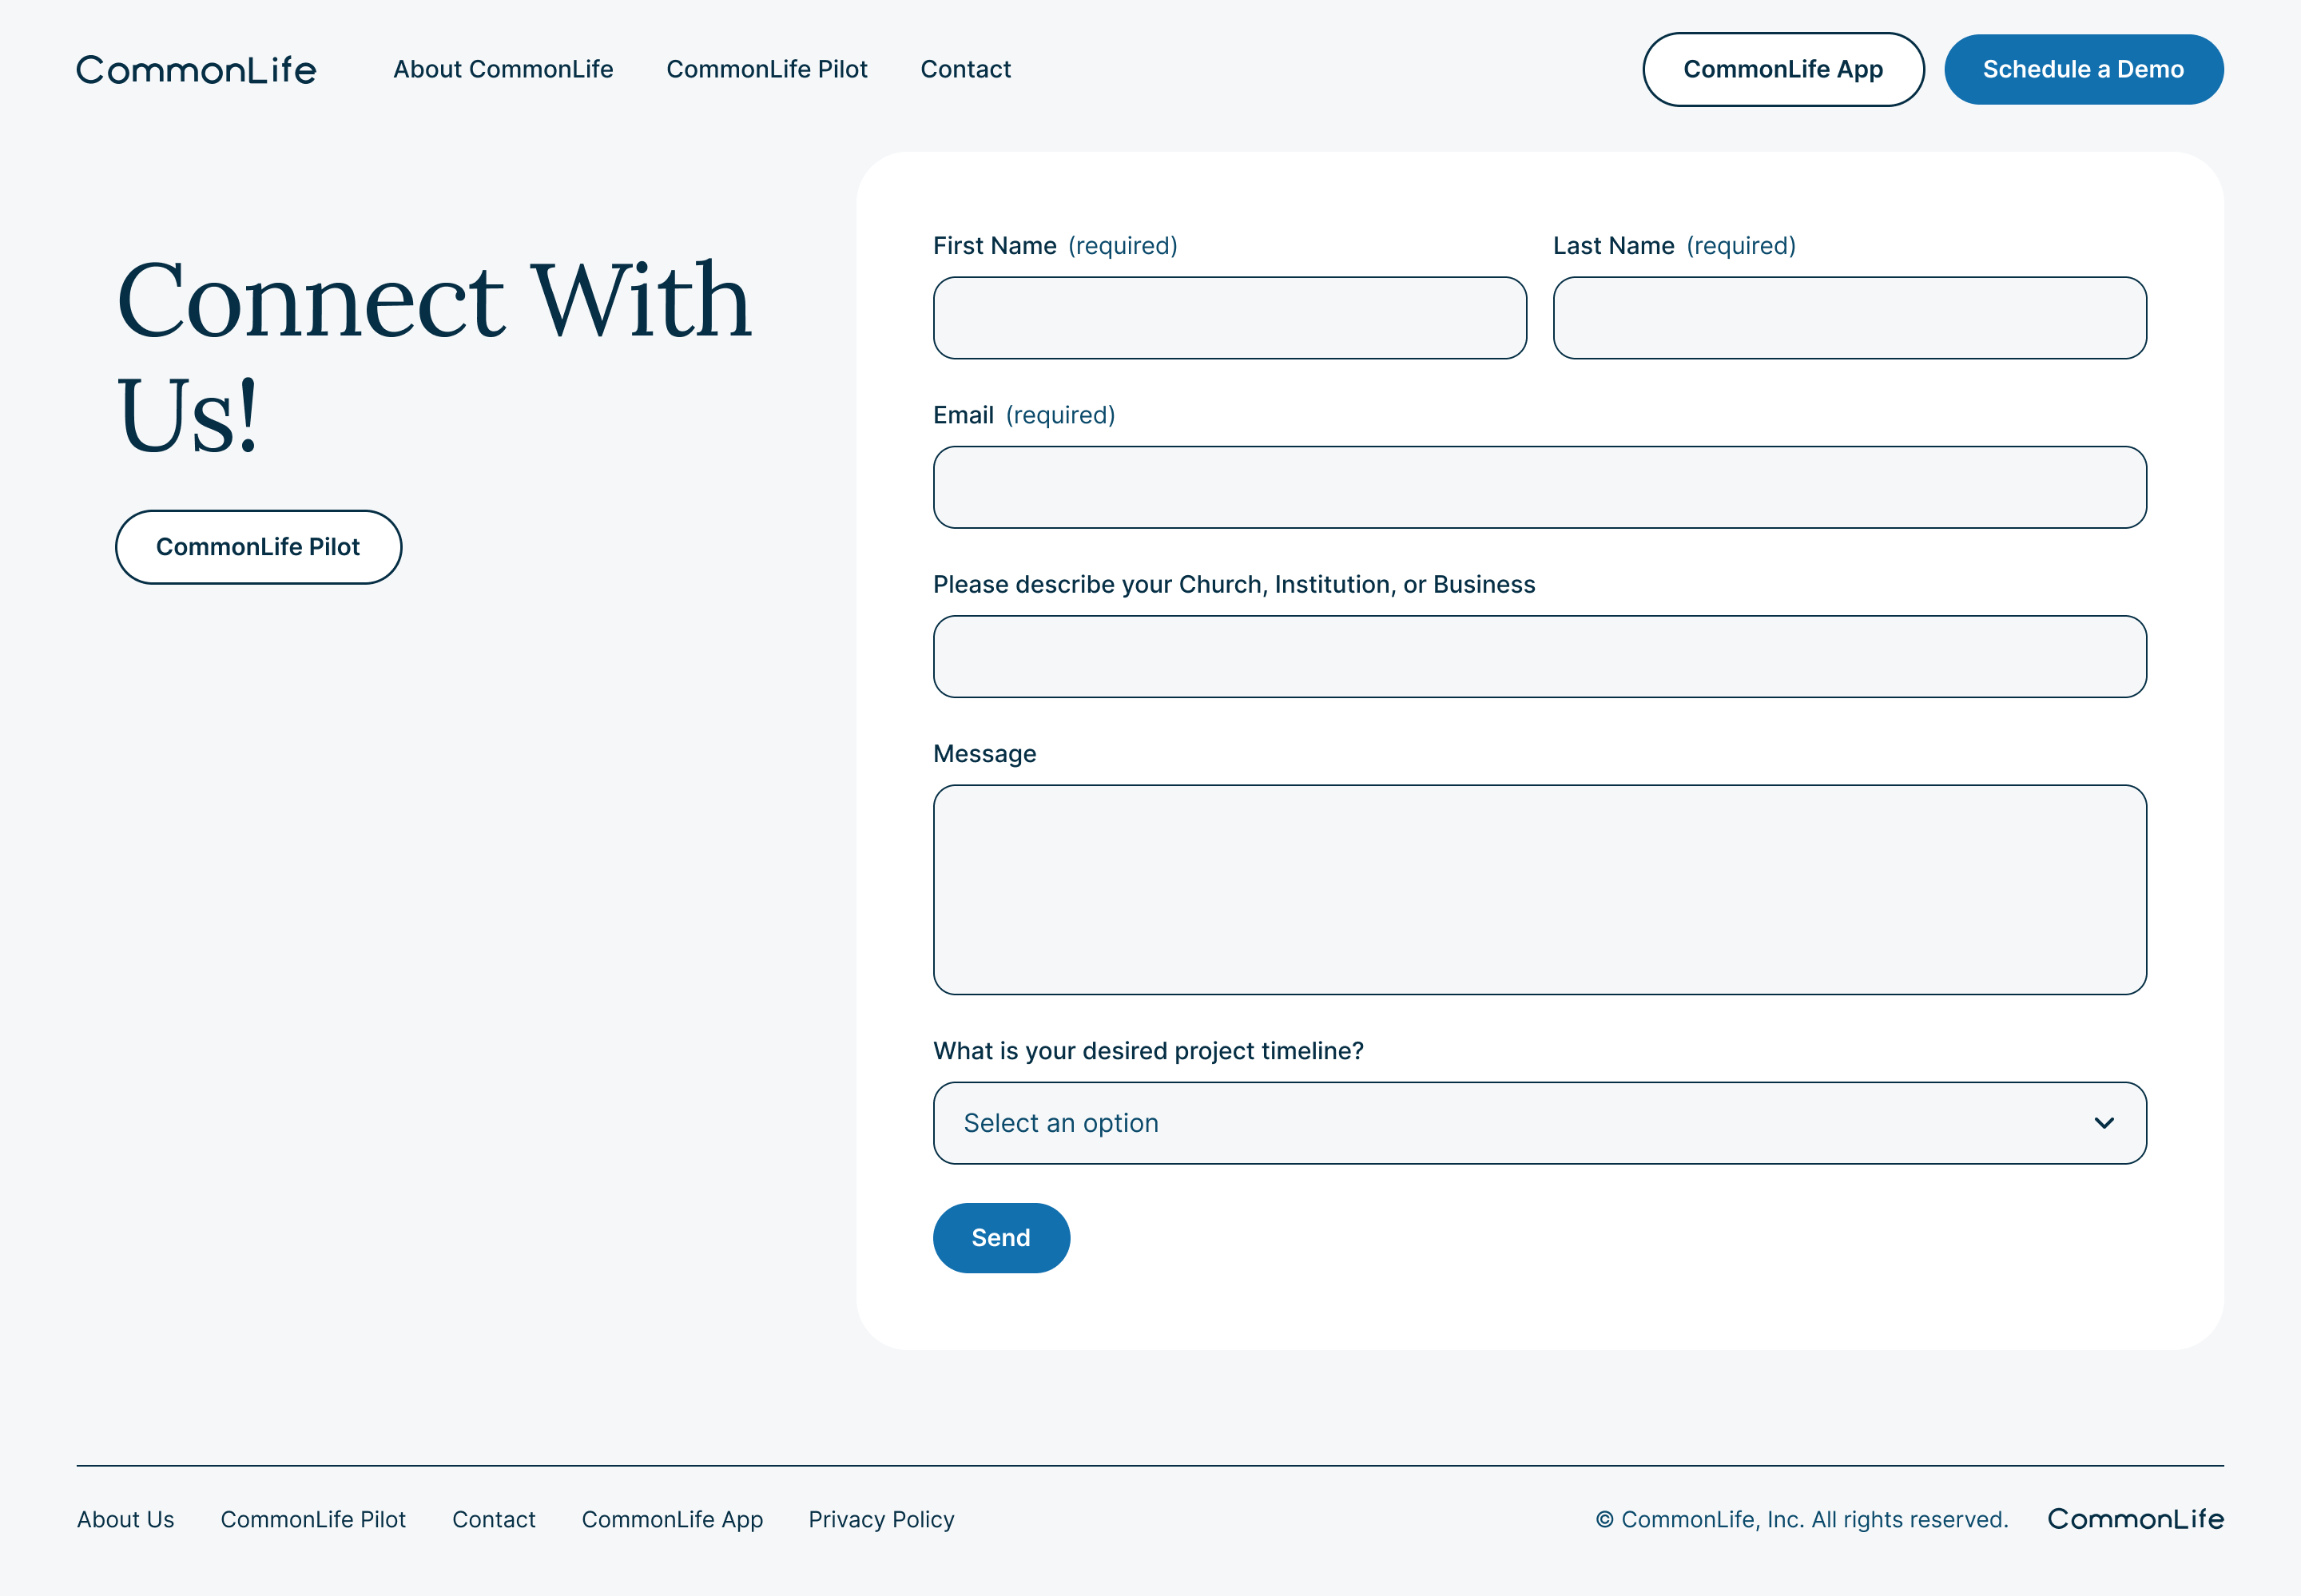 CommonLife
About CommonLife
CommonLife Pilot
Contact
CommonLife App
Schedule a Demo
Connect With
Us!
CommonLife Pilot
First Name (required)
Last Name (required)
Email (required)
Please describe your Church, Institution, or Business
Message
What is your desired project timeline?
Select an option
Send
About Us
CommonLife Pilot
Contact
CommonLife App
Privacy Policy
© CommonLife, Inc. All rights reserved.
CommonLife